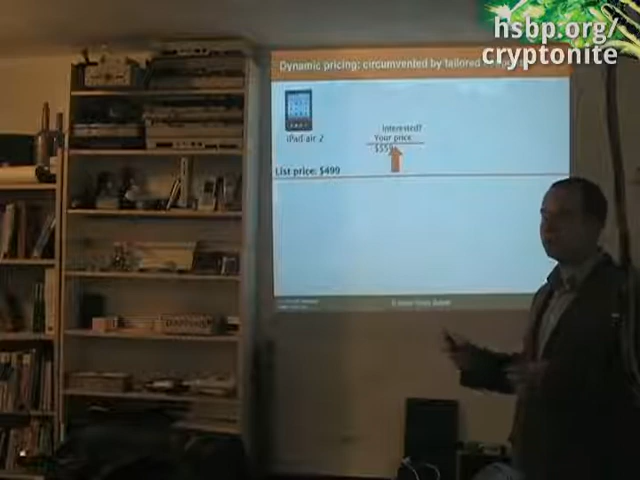 hsbp.org/
cryptonite
Dynamic pricing: circumvented by tailored
iPad air 2
Interested?
Your price
List price: $499